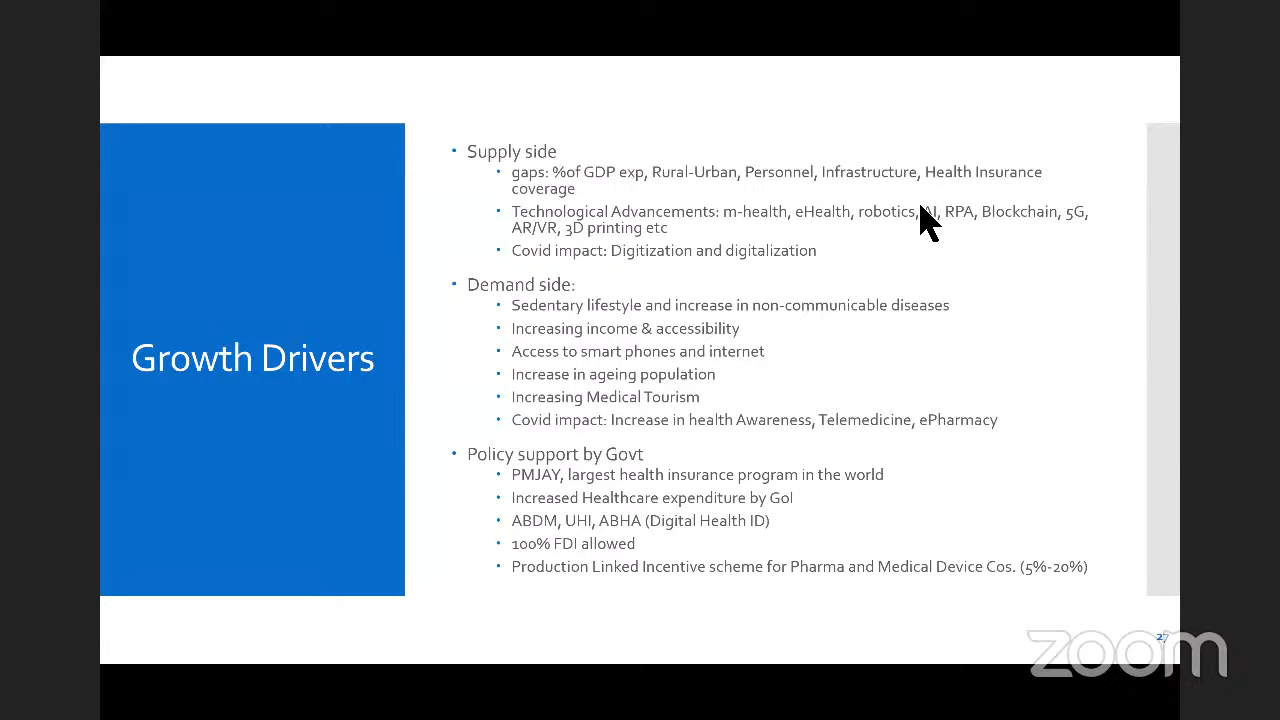 Growth Drivers
Supply side
gaps: %of GDP exp, Rural-Urban, Personnel, Infrastructure, Health Insurance
coverage
Technological Advancements: m-health, eHealth, robotics, AI, RPA, Blockchain, 5G,
AR/VR, 3D printing etc
Covid impact: Digitization and digitalization
Demand side:
Sedentary lifestyle and increase in non-communicable diseases
Increasing income & accessibility
Access to smart phones and internet
Increase in ageing population
Increasing Medical Tourism
Covid impact: Increase in health Awareness, Telemedicine, ePharmacy
Policy support by Govt
PMJAY, largest health insurance program in the world
Increased Healthcare expenditure by GoI
ABDM, UHI, ABHA (Digital Health ID)
100% FDI allowed
Production Linked Incentive scheme for Pharma and Medical Device Cos. (5%-20%)
27
zoom